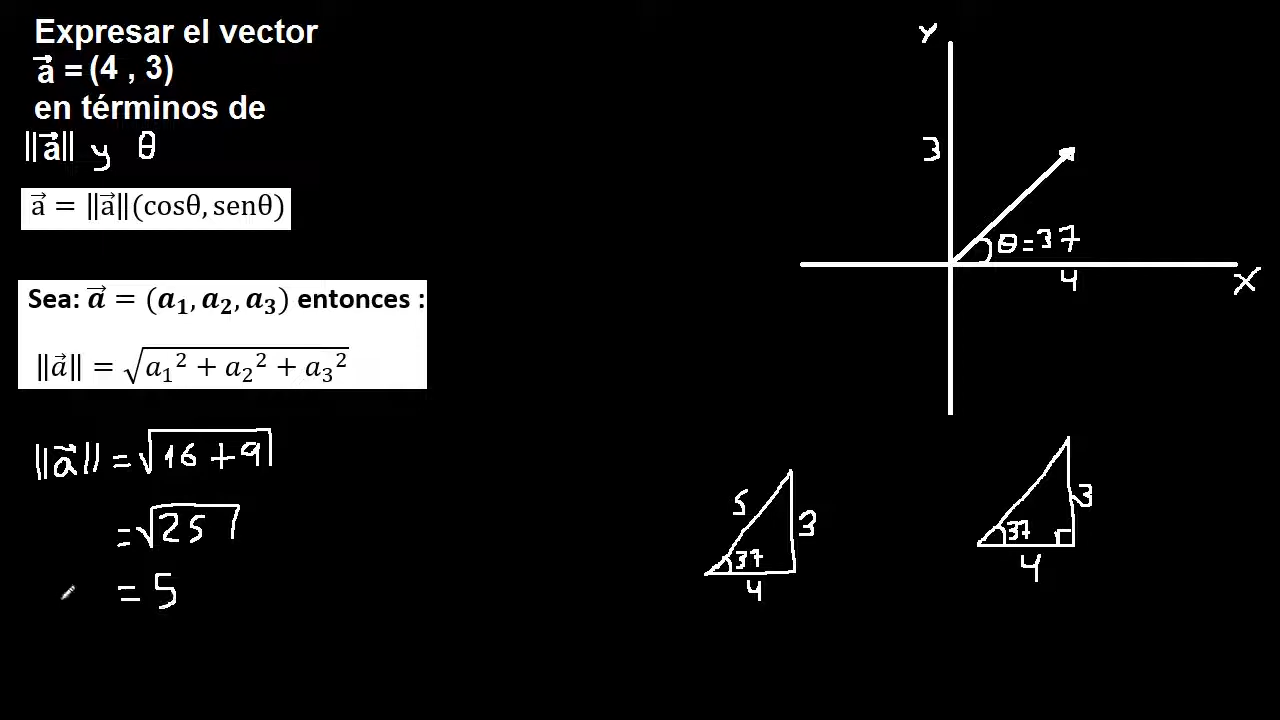 Expresar el vector
a⃗ = (4 , 3)
en términos de
‖a⃗‖ y θ
a⃗ = ‖a⃗‖(cosθ, senθ)
Sea: a⃗ = (a₁, a₂, a₃) entonces :
‖a⃗‖ = √(a₁² + a₂² + a₃²)
‖a⃗‖ = √16 + 9
= √25
= 5
Y
3
θ = 37
4
X
5
3
37
4
3
37
4